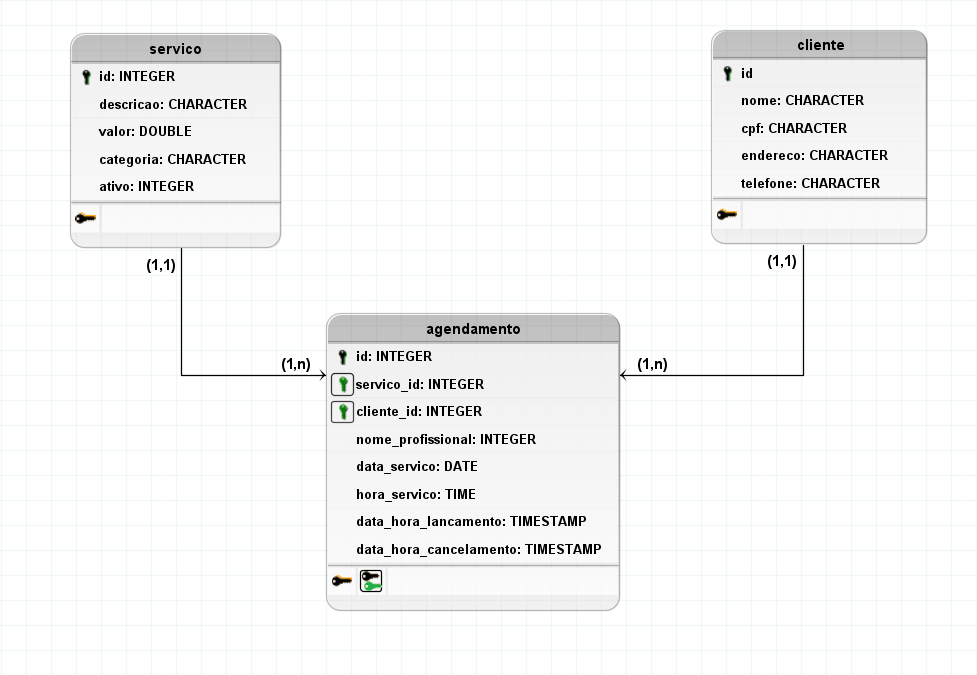 servico
id: INTEGER
descricao: CHARACTER
valor: DOUBLE
categoria: CHARACTER
ativo: INTEGER
cliente
id
nome: CHARACTER
cpf: CHARACTER
endereco: CHARACTER
telefone: CHARACTER
(1,1)
(1,1)
(1,n)
(1,n)
agendamento
id: INTEGER
servico_id: INTEGER
cliente_id: INTEGER
nome_profissional: INTEGER
data_servico: DATE
hora_servico: TIME
data_hora_lancamento: TIMESTAMP
data_hora_cancelamento: TIMESTAMP